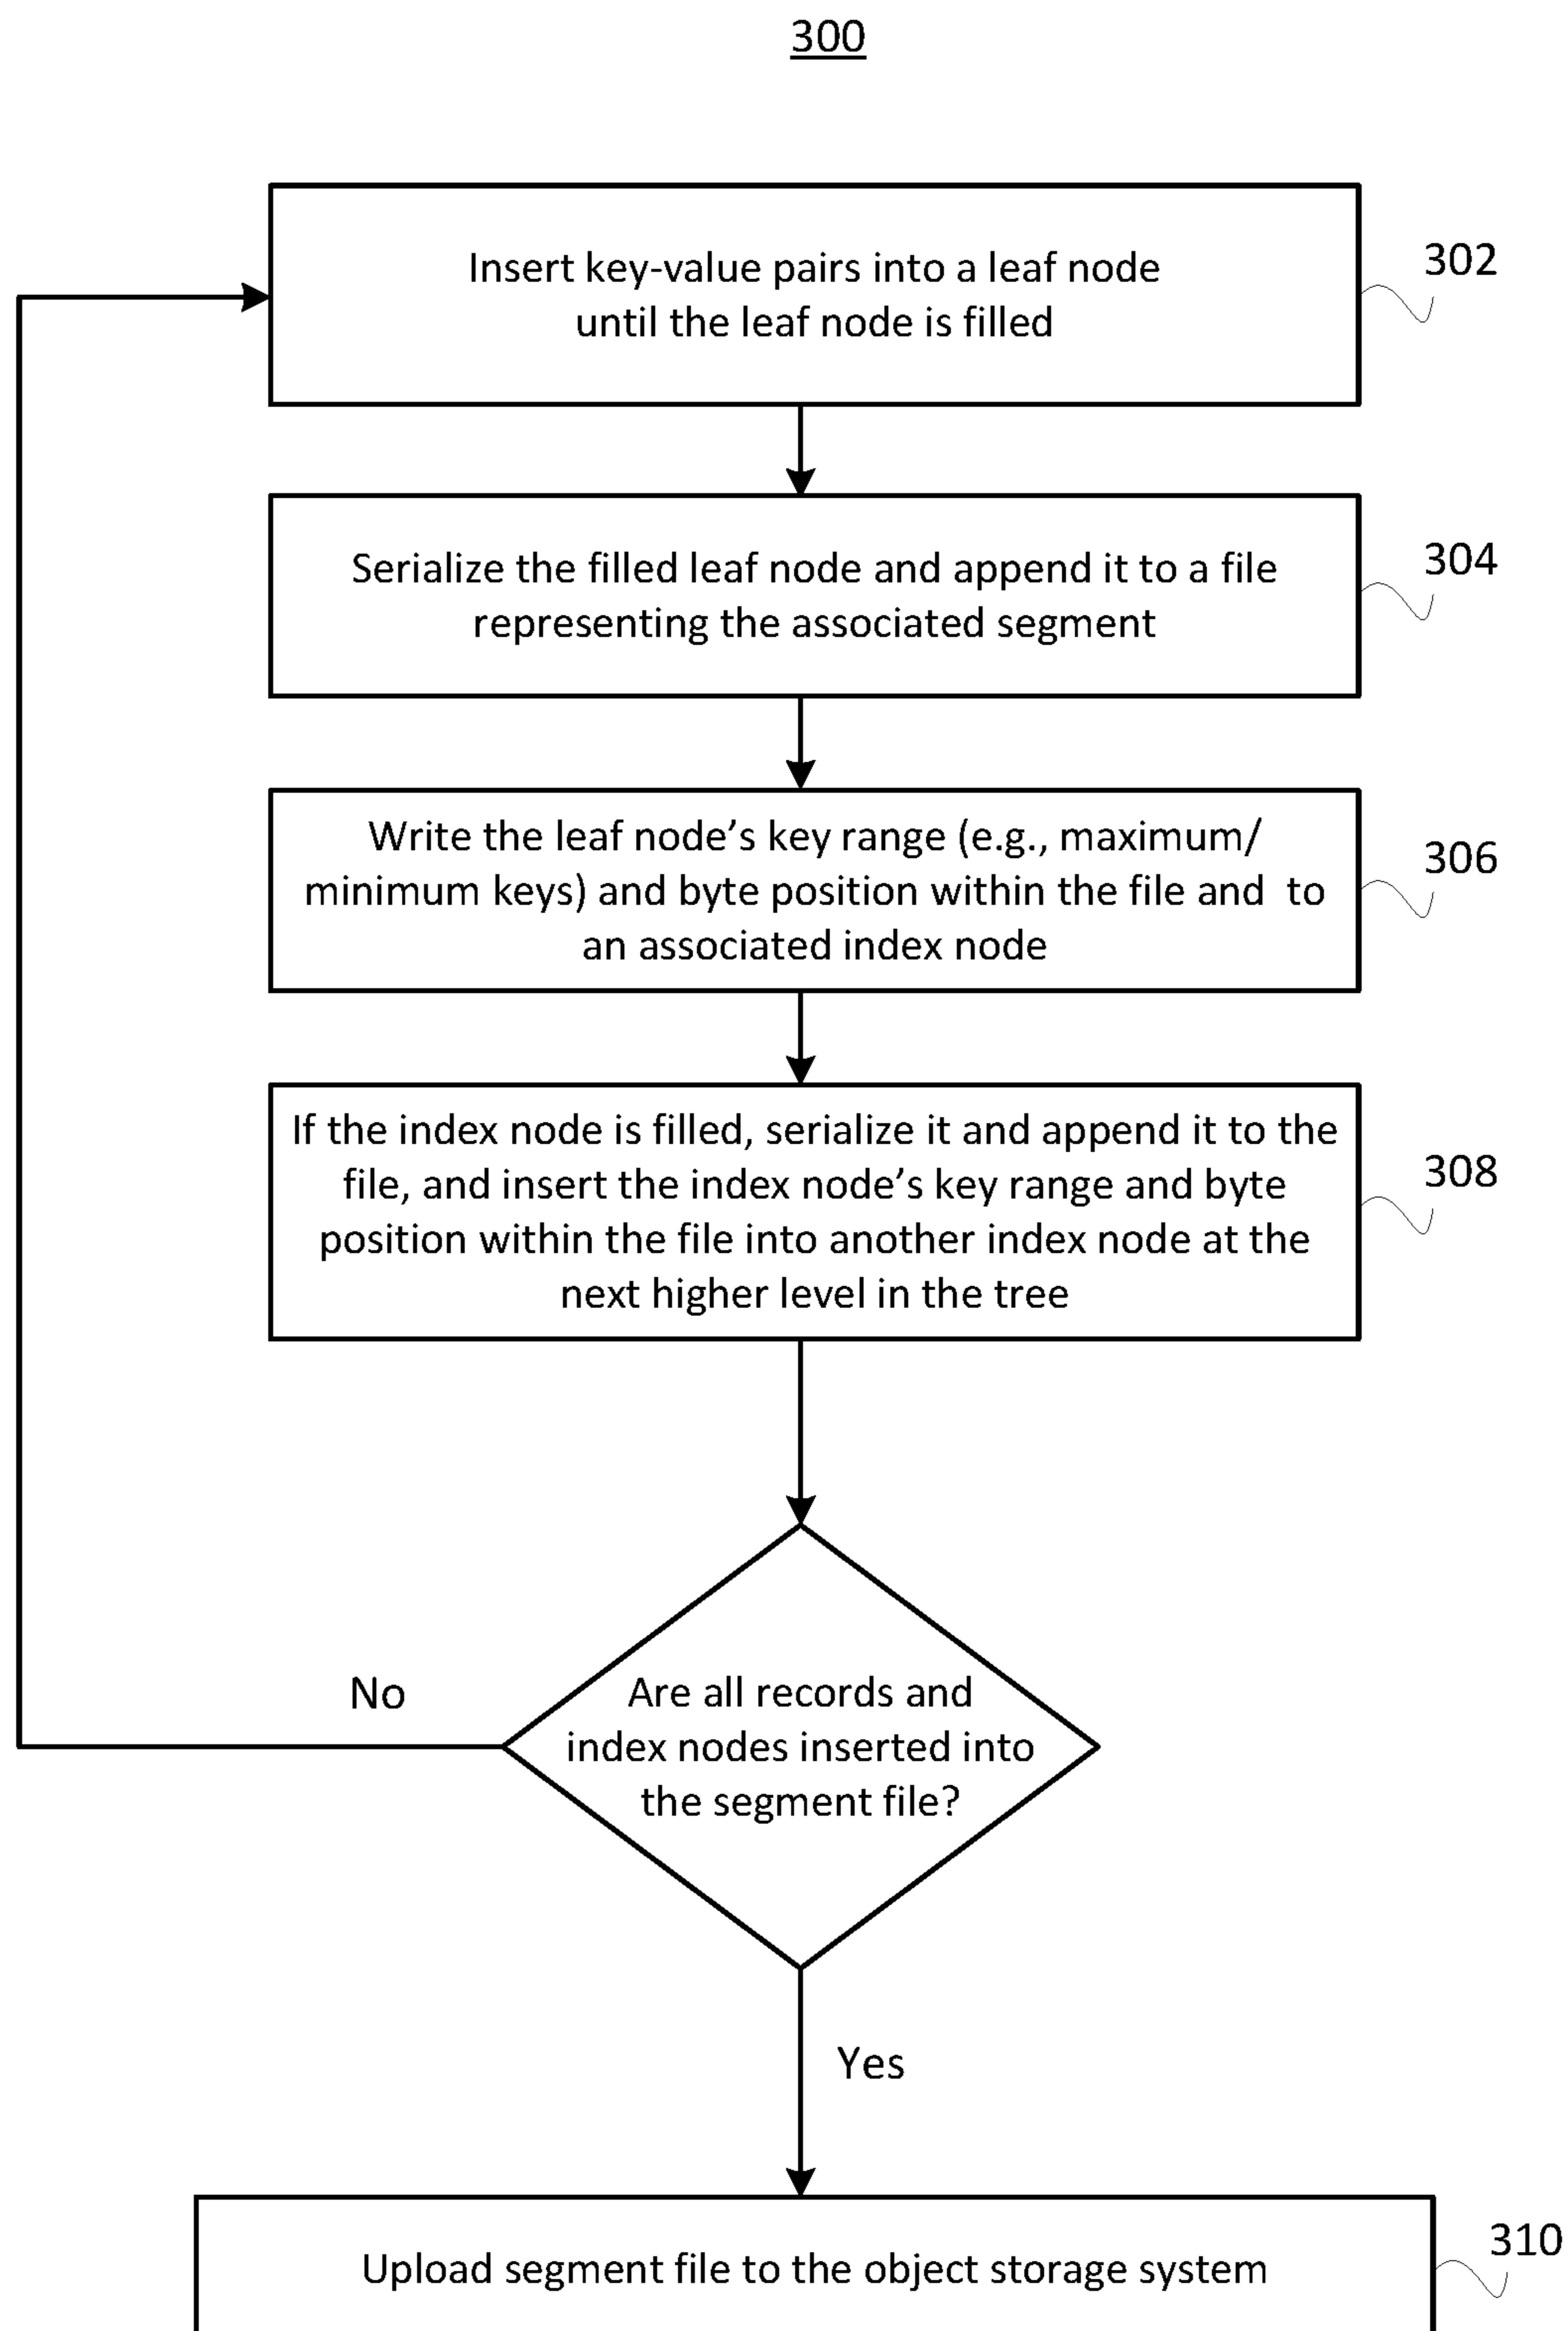 300
Insert key-value pairs into a leaf node
until the leaf node is filled
302
Serialize the filled leaf node and append it to a file
representing the associated segment
304
Write the leaf node’s key range (e.g., maximum/
minimum keys) and byte position within the file and  to
an associated index node
306
If the index node is filled, serialize it and append it to the
file, and insert the index node’s key range and byte
position within the file into another index node at the
next higher level in the tree
308
No
Are all records and
index nodes inserted into
the segment file?
Yes
Upload segment file to the object storage system
310